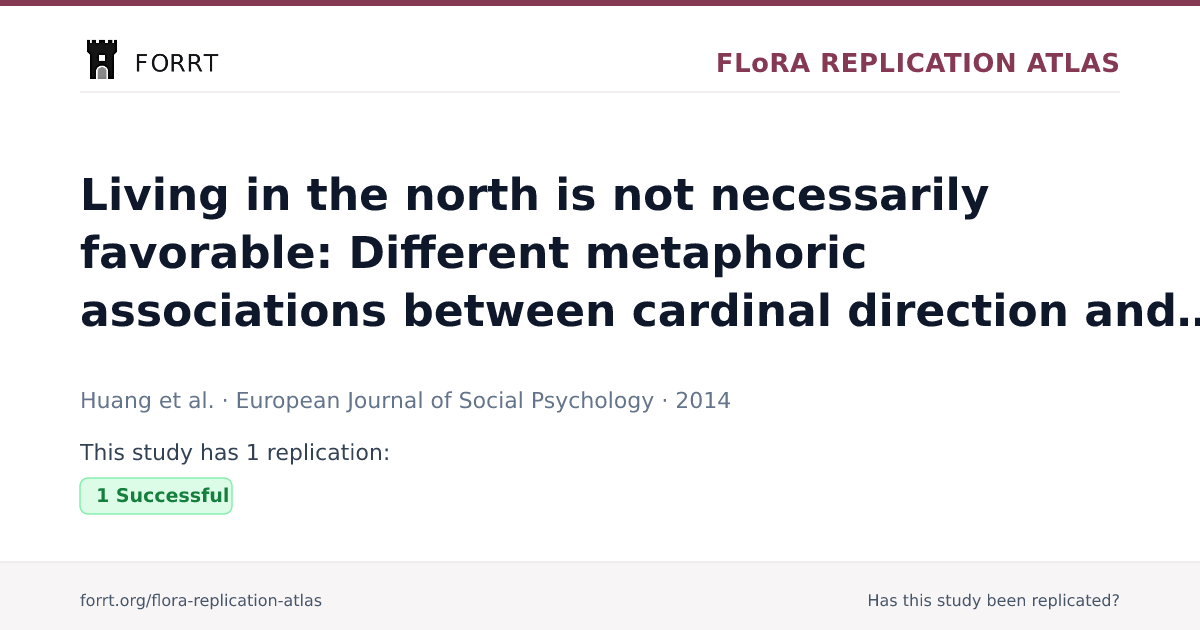 FORRT
FLoRA REPLICATION ATLAS
Living in the north is not necessarily
favorable: Different metaphoric
associations between cardinal direction and…
Huang et al. · European Journal of Social Psychology · 2014
This study has 1 replication:
1 Successful
forrt.org/flora-replication-atlas
Has this study been replicated?